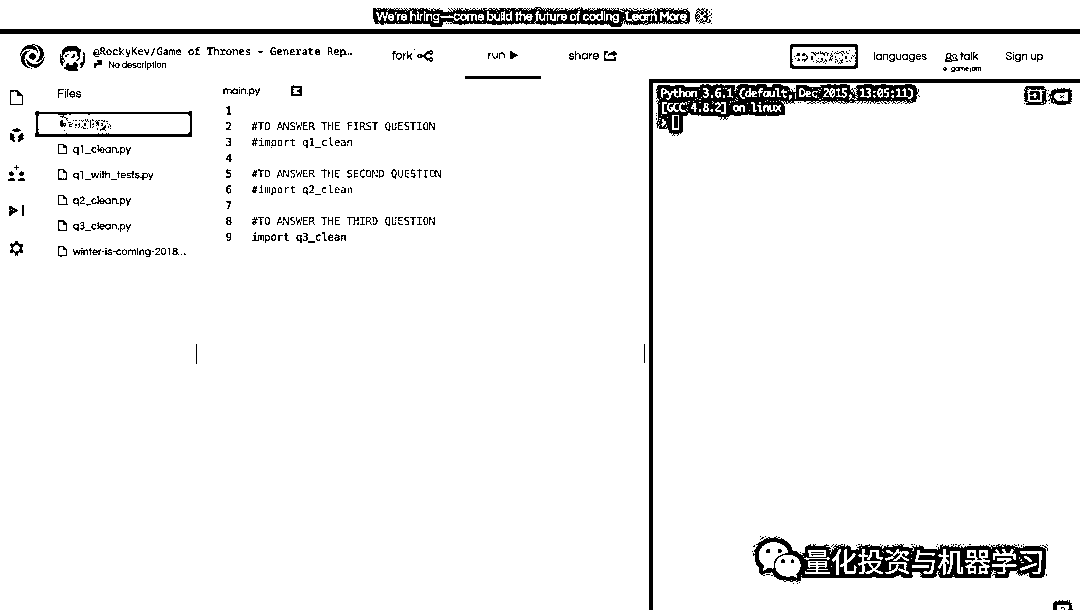 We're hiring—come build the future of coding. Learn More
@RockyKev/Game of Thrones - Generate Rep…
No description
fork
run
share
languages
talk
gamejam
Sign up
Files
q1_clean.py
q1_with_tests.py
q2_clean.py
q3_clean.py
winter-is-coming-2018...
main.py
1
2 #TO ANSWER THE FIRST QUESTION
3 #import q1_clean
4
5 #TO ANSWER THE SECOND QUESTION
6 #import q2_clean
7
8 #TO ANSWER THE THIRD QUESTION
9 import q3_clean
Python 3.6.1 (default, Dec 2015, 13:05:11)
[GCC 4.8.2] on linux
量化投资与机器学习